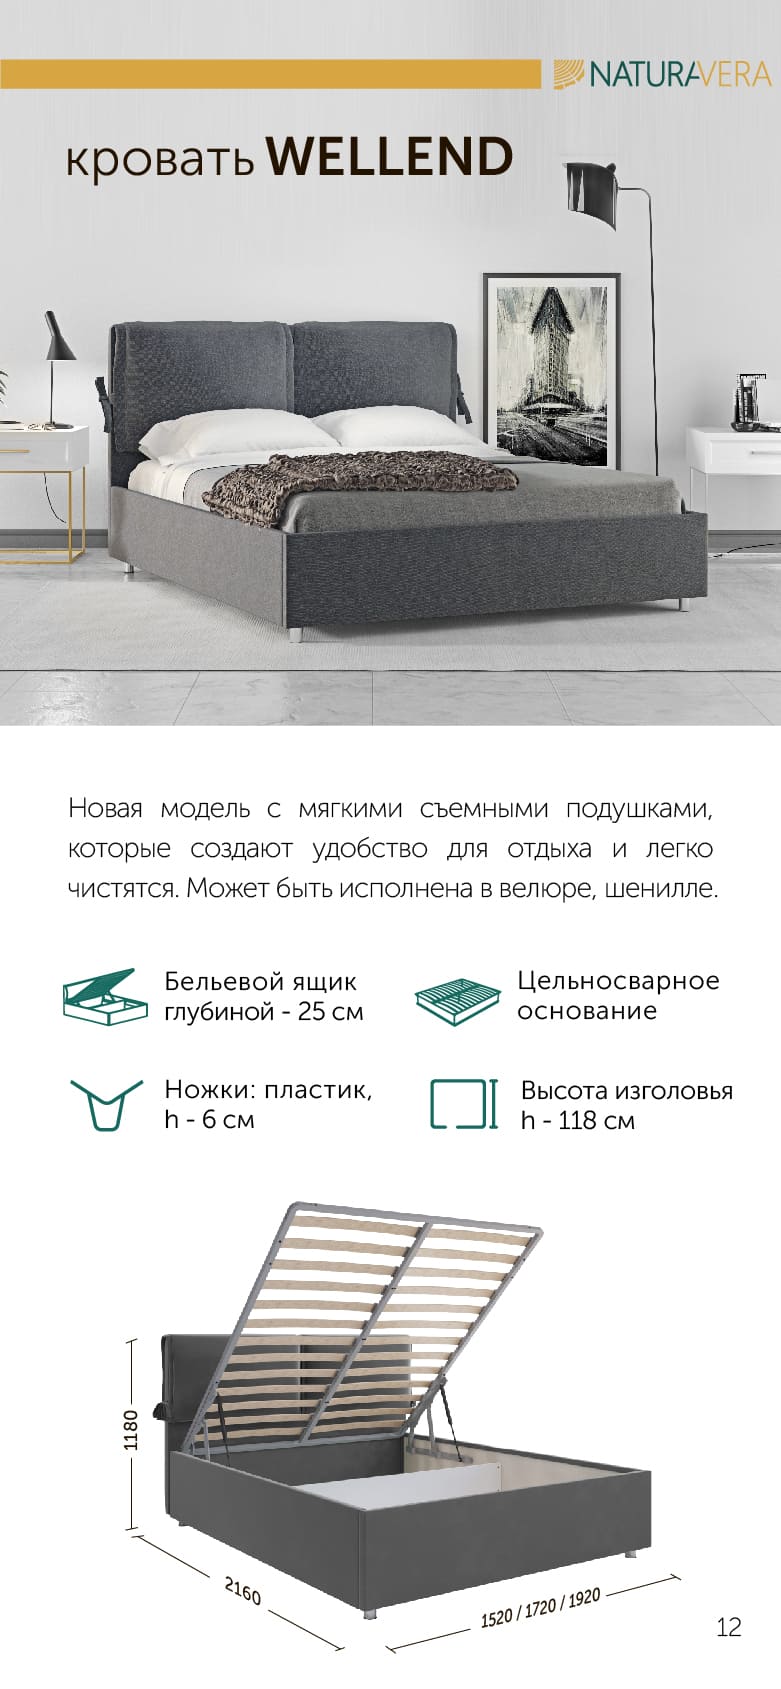 NATURAVERA
кровать WELLEND
Новая модель с мягкими съемными подушками,
которые создают удобство для отдыха и легко
чистятся. Может быть исполнена в велюре, шенилле.
Бельевой ящик
глубиной - 25 см
Цельносварное
основание
Ножки: пластик,
h - 6 см
Высота изголовья
h - 118 см
1180
2160
1520 / 1720 / 1920
12